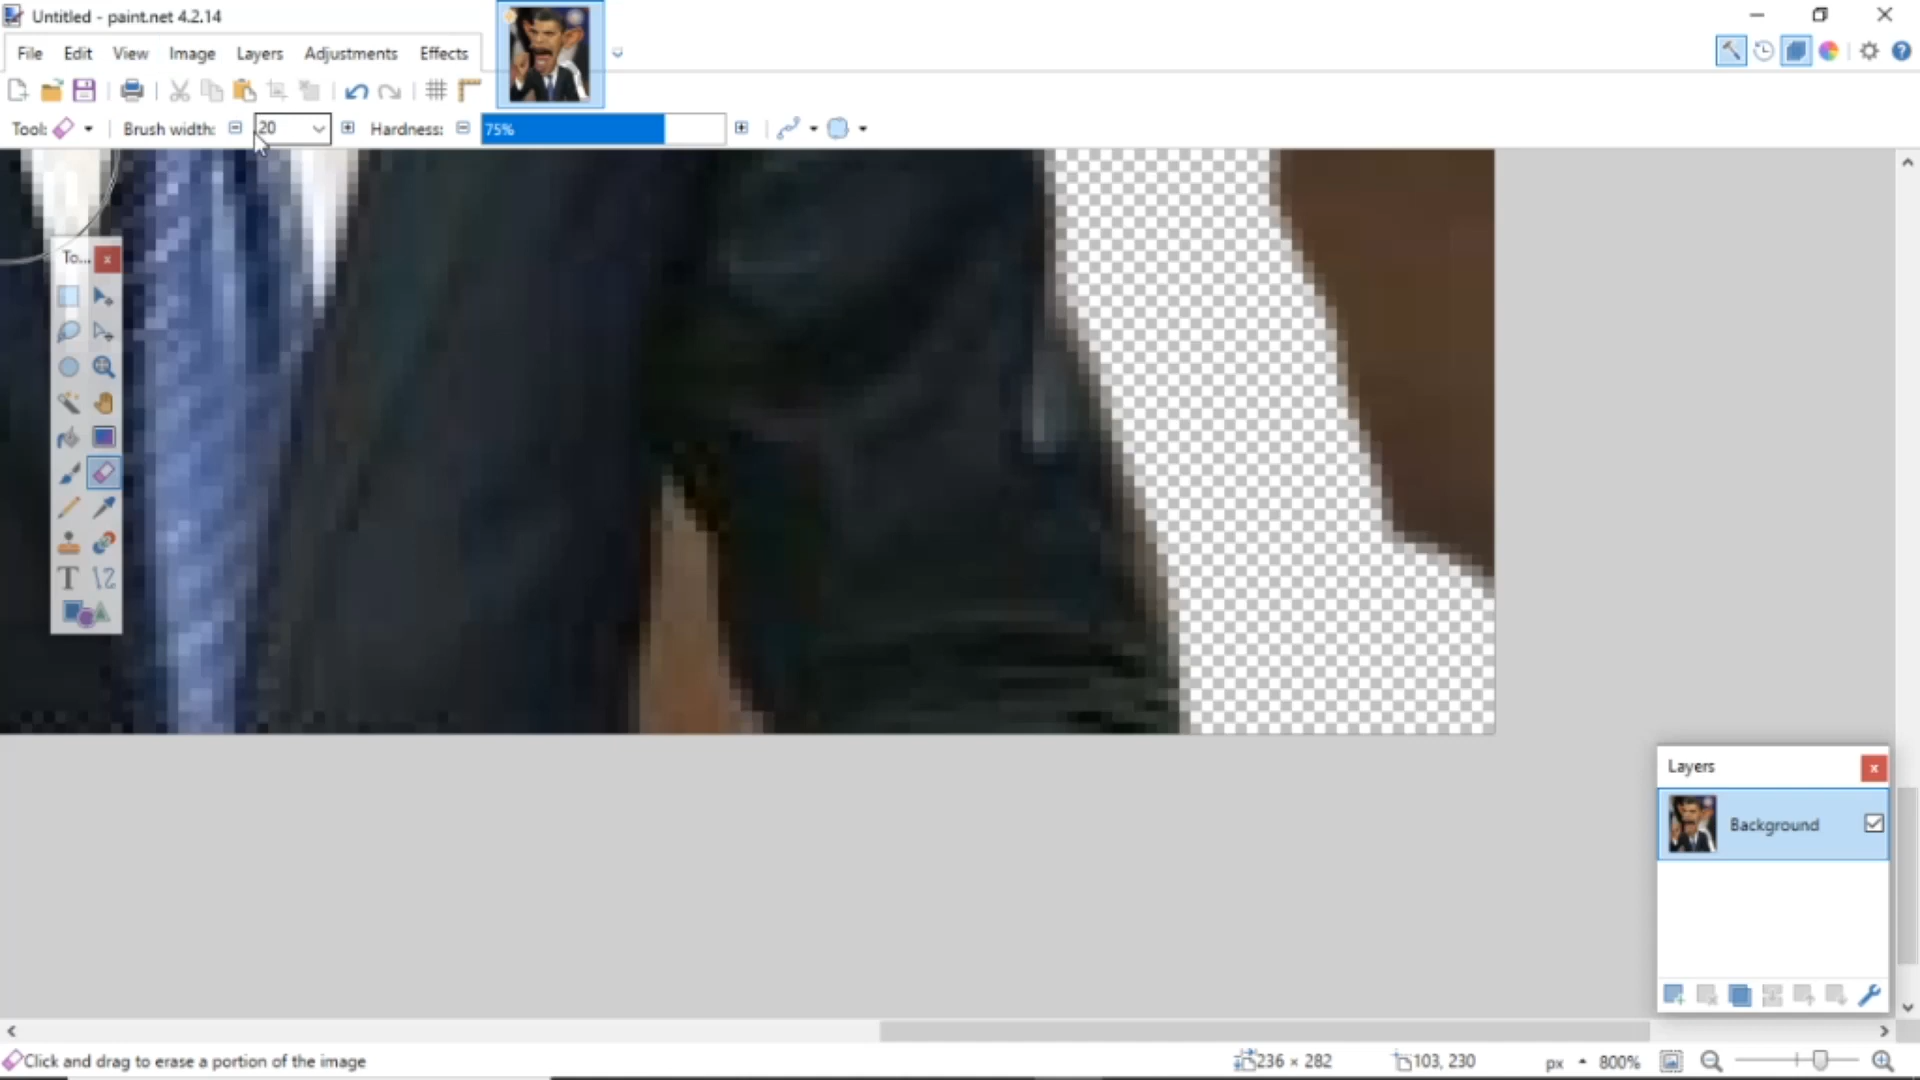 Untitled - paint.net 4.2.14
File Edit View Image Layers Adjustments Effects
Tool: Brush width: 20 Hardness: 75%
To...
Layers
Background
Click and drag to erase a portion of the image
236 × 282
103, 230
px
800%